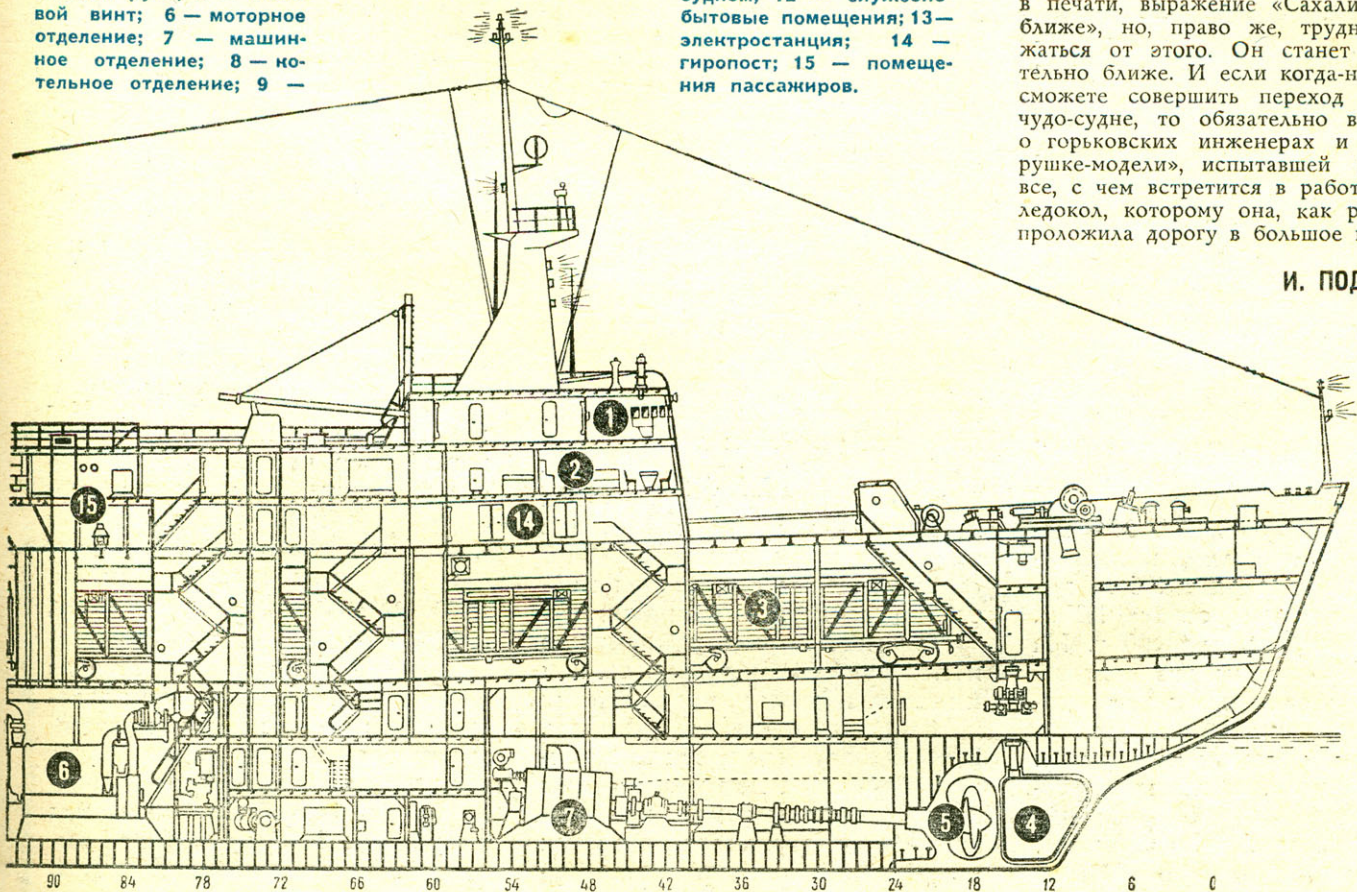 вой винт; 6 — моторное
отделение; 7 — машин-
ное отделение; 8 — ко-
тельное отделение; 9 —
бытовые помещения; 13—
электростанция; 14 —
гиропост; 15 — помеще-
ния пассажиров.
в печати, выражение «Сахали
ближе», но, право же, трудн
жаться от этого. Он станет
тельно ближе. И если когда-н
сможете совершить переход
чудо-судне, то обязательно в
о горьковских инженерах и
рушке-модели», испытавшей
все, с чем встретится в работ
ледокол, которому она, как р
проложила дорогу в большое
И. ПОД
1
2
15
14
3
6
7
5
4
90 84 78 72 66 60 54 48 42 36 30 24 18 12 6 0